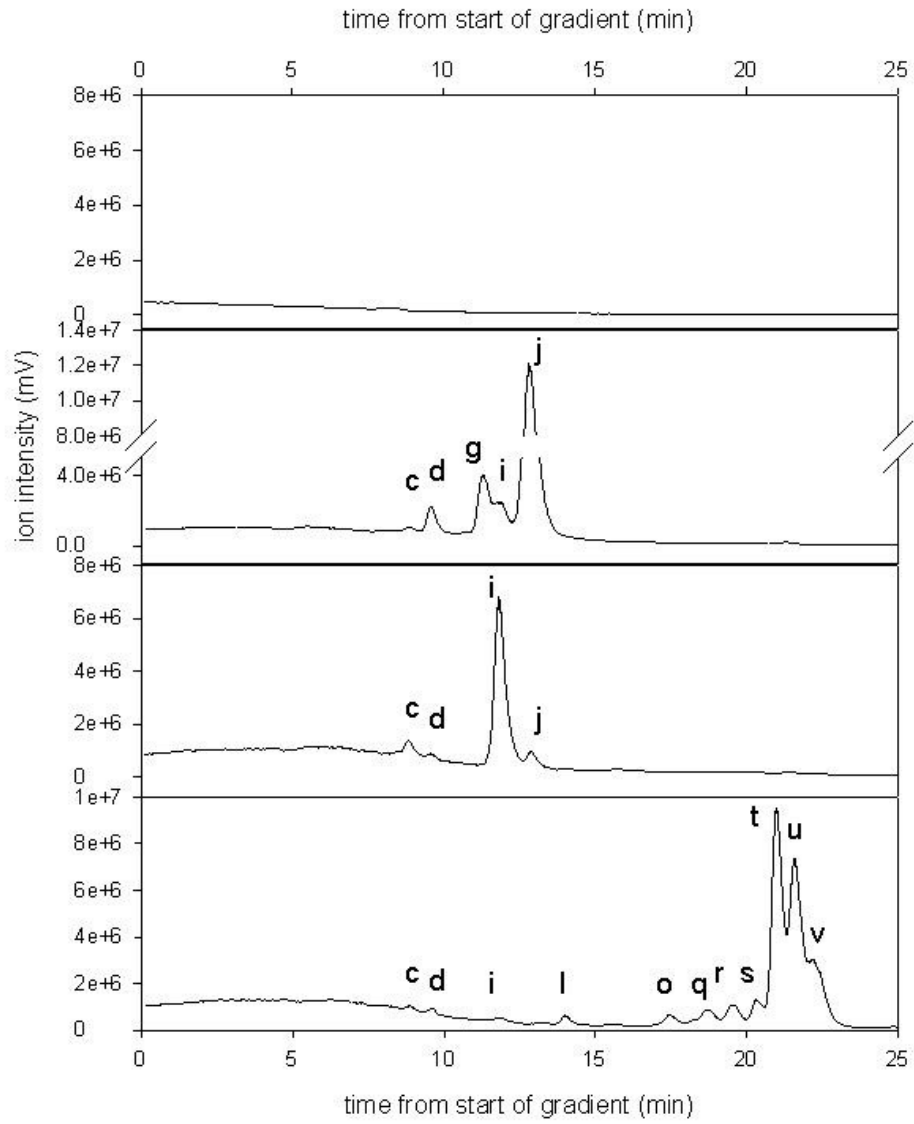 time from start of gradient (min)
0 5 10 15 20 25
8e+6
6e+6
4e+6
2e+6
0
1.4e+7
1.2e+7
1.0e+7
8.0e+6
4.0e+6
0.0
ion intensity (mV)
c d g i j
8e+6
6e+6
4e+6
2e+6
0
c d i j
1e+7
8e+6
6e+6
4e+6
2e+6
0
c d i l o q r s t u v
0 5 10 15 20 25
time from start of gradient (min)